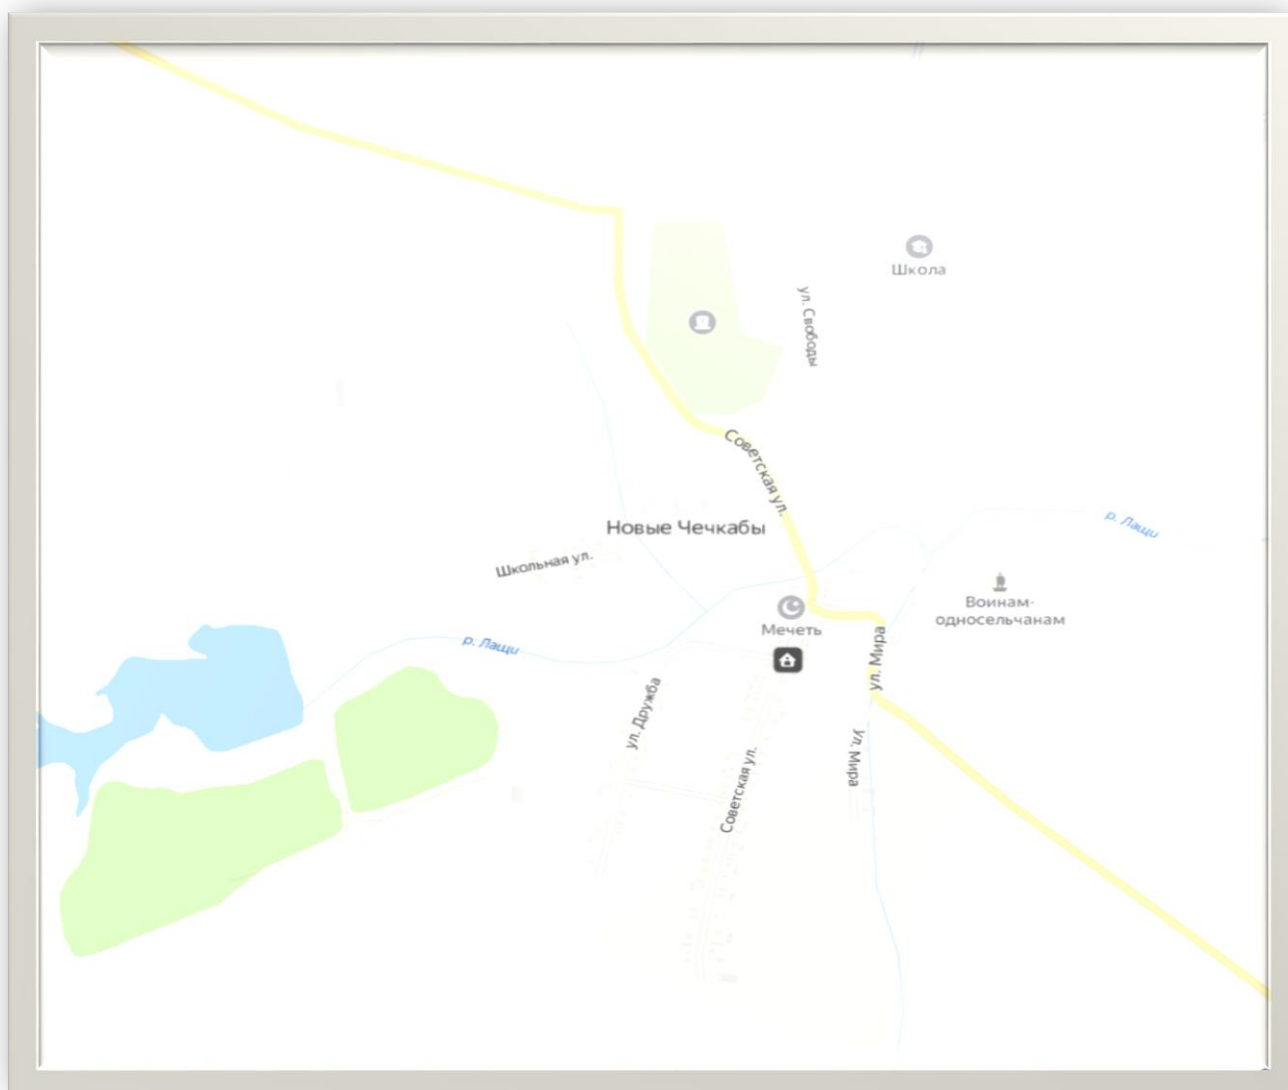 Школа
ул. Свободы
Советская ул.
р. Лащи
Новые Чечкабы
Школьная ул.
Воинам-
односельчанам
Мечеть
р. Лащи
ул. Мира
ул. Дружба
ул. Мира
Советская ул.